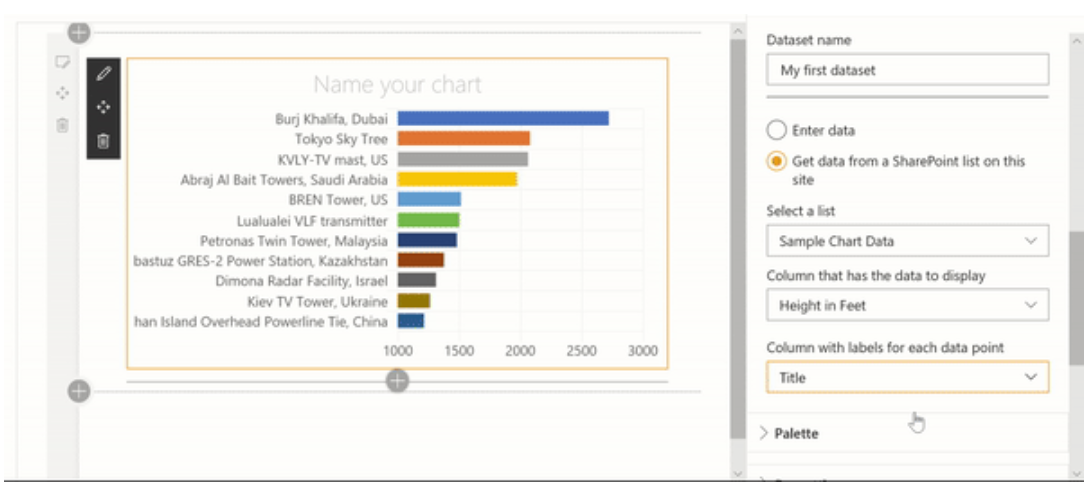 Name your chart
Burj Khalifa, Dubai
Tokyo Sky Tree
KVLY-TV mast, US
Abraj Al Bait Towers, Saudi Arabia
BREN Tower, US
Lualualei VLF transmitter
Petronas Twin Tower, Malaysia
bastuz GRES-2 Power Station, Kazakhstan
Dimona Radar Facility, Israel
Kiev TV Tower, Ukraine
han Island Overhead Powerline Tie, China
1000 1500 2000 2500 3000
Dataset name
My first dataset
Enter data
Get data from a SharePoint list on this
site
Select a list
Sample Chart Data
Column that has the data to display
Height in Feet
Column with labels for each data point
Title
Palette